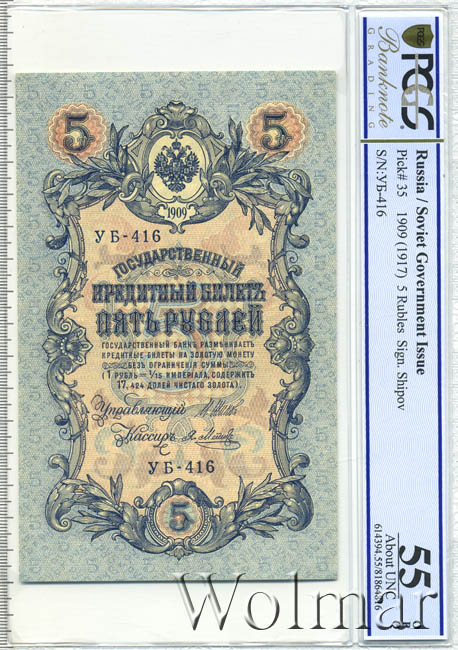 5 5
1909
УБ-416
ГОСУДАРСТВЕННЫЙ
КРЕДИТНЫЙ БИЛЕТЪ
ПЯТЬ РУБЛЕЙ
ГОСУДАРСТВЕННЫЙ БАНКЪ РАЗМѢНИВАЕТЪ
КРЕДИТНЫЕ БИЛЕТЫ НА ЗОЛОТУЮ МОНЕТУ
БЕЗЪ ОГРАНИЧЕНІЯ СУММЫ
(1 РУБЛЬ = 1/15 ИМПЕРІАЛА, СОДЕРЖИТЪ
17,424 ДОЛЕЙ ЧИСТАГО ЗОЛОТА).
Управляющій
Кассиръ
УБ-416
5
PCGS
Banknote
GRADING
Russia / Soviet Government Issue
Pick# 35 1909 (1917) 5 Rubles Sign. Shipov
S/N:УБ-416
55
About UNC
614394.55/81864816
Wolmar